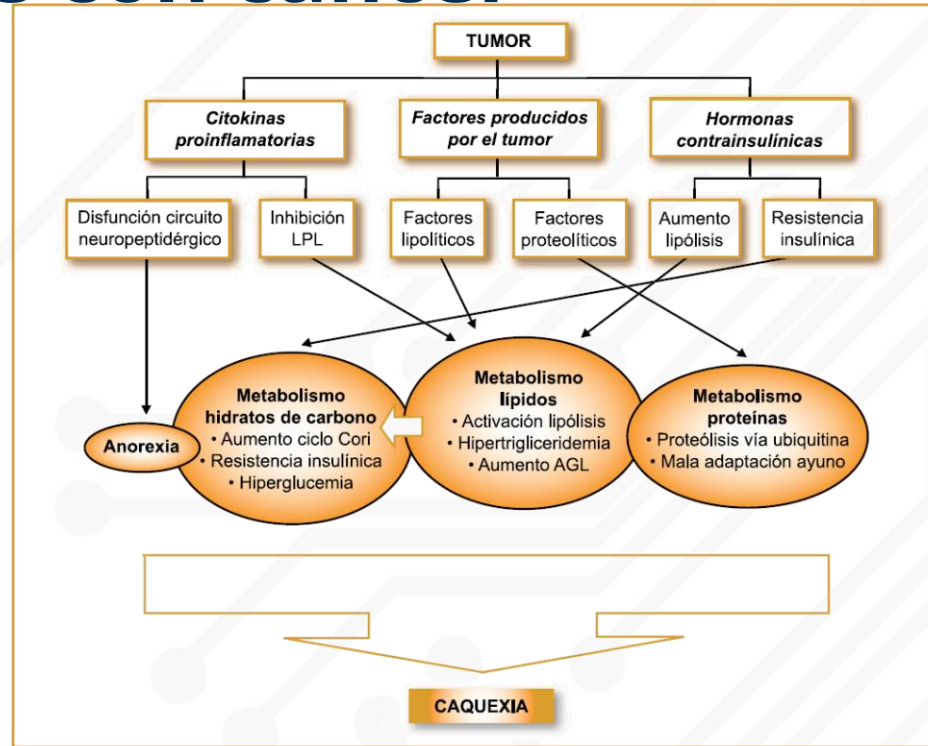 con cáncer
TUMOR
Citokinas
proinflamatorias
Factores producidos
por el tumor
Hormonas
contrainsulínicas
Disfunción circuito
neuropeptidérgico
Inhibición
LPL
Factores
lipolíticos
Factores
proteolíticos
Aumento
lipólisis
Resistencia
insulínica
Anorexia
Metabolismo
hidratos de carbono
• Aumento ciclo Cori
• Resistencia insulínica
• Hiperglucemia
Metabolismo
lípidos
• Activación lipólisis
• Hipertrigliceridemia
• Aumento AGL
Metabolismo
proteínas
• Proteólisis vía ubiquitina
• Mala adaptación ayuno
CAQUEXIA